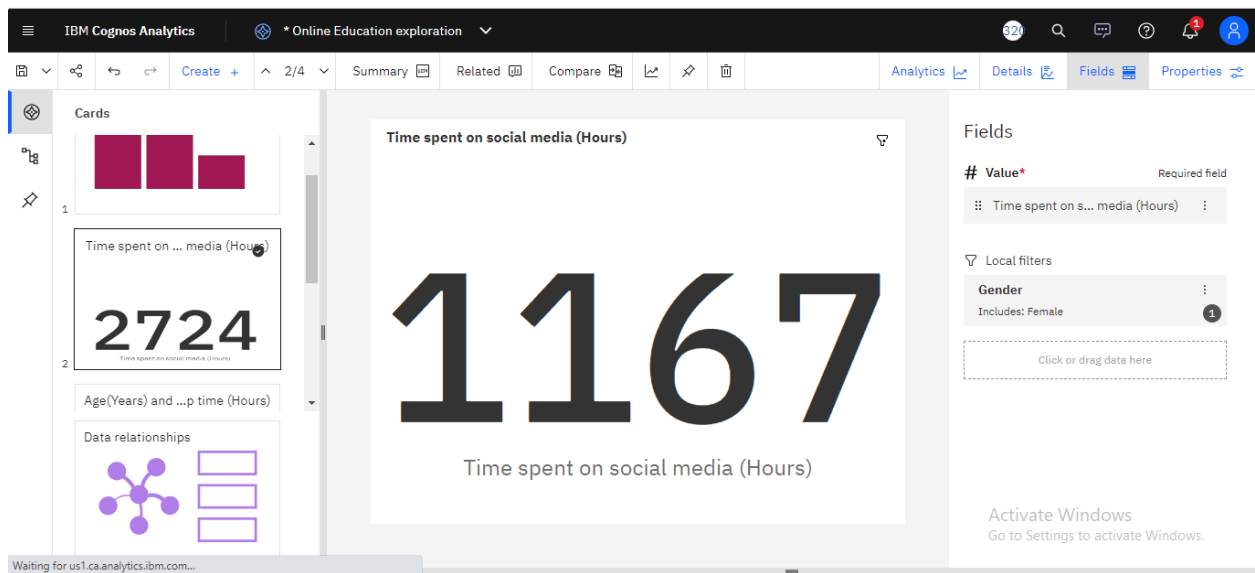 IBM Cognos Analytics
* Online Education exploration
320
1
Create +
2/4
Summary
Related
Compare
Analytics
Details
Fields
Properties
Cards
1
Time spent on ... media (Hours)
2724
Time spent on social media (Hours)
2
Age(Years) and ...p time (Hours)
Data relationships
Waiting for us1.ca.analytics.ibm.com...
Time spent on social media (Hours)
1167
Time spent on social media (Hours)
Fields
# Value*
Required field
Time spent on s... media (Hours)
Local filters
Gender
Includes: Female
1
Click or drag data here
Activate Windows
Go to Settings to activate Windows.